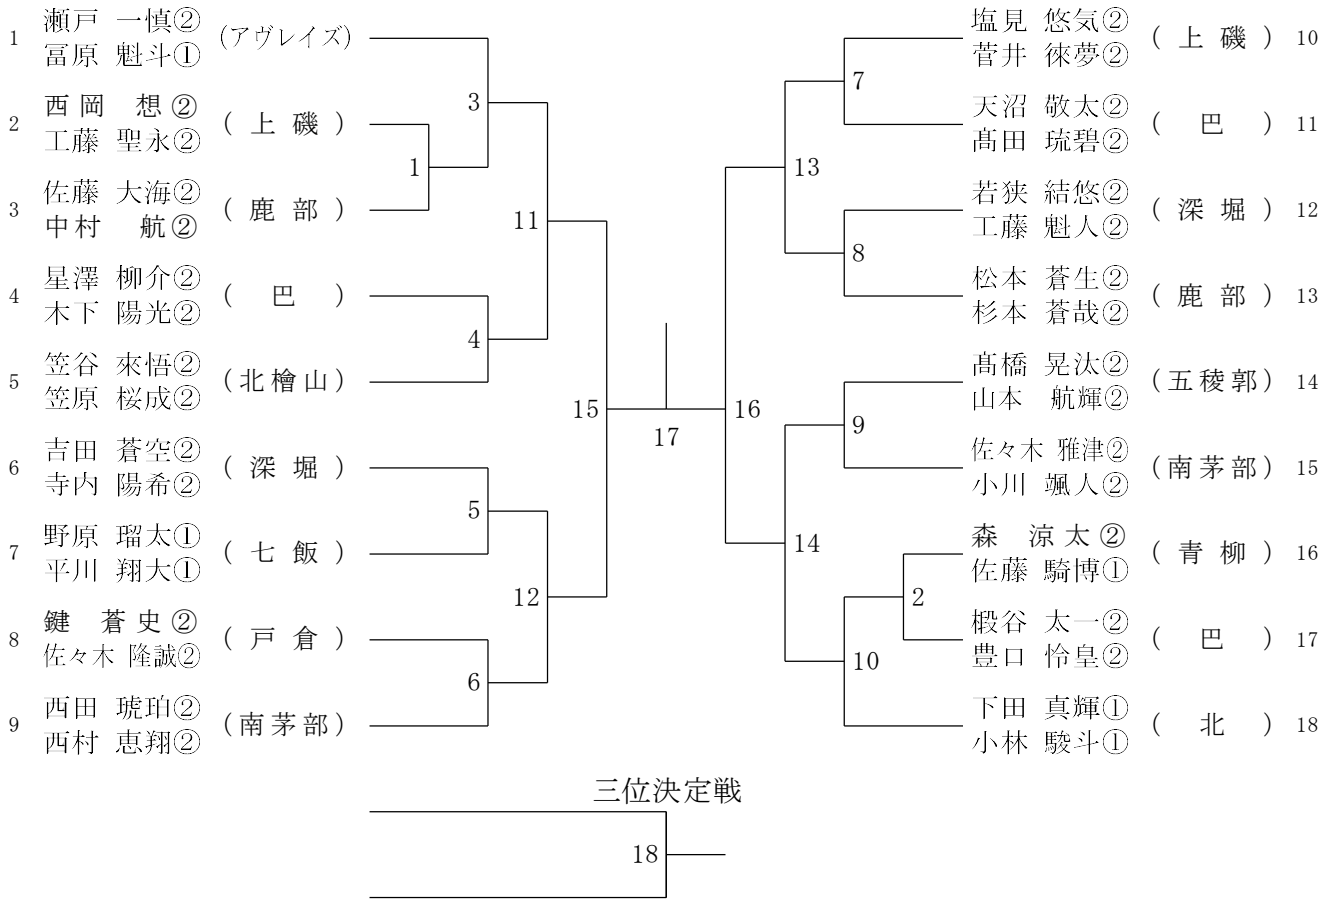 1 瀬戸 一慎② (アヴレイズ)
冨原 魁斗①
2 西岡 想② (上磯)
工藤 聖永②
3 佐藤 大海② (鹿部)
中村 航②
4 星澤 柳介② (巴)
木下 陽光②
5 笠谷 來悟② (北檜山)
笠原 桜成②
6 吉田 蒼空② (深堀)
寺内 陽希②
7 野原 瑠太① (七飯)
平川 翔大①
8 鍵 蒼史② (戸倉)
佐々木 隆誠②
9 西田 琥珀② (南茅部)
西村 恵翔②
3
1
11
4
15
5
12
6
17
16
7
13
8
9
14
2
10
塩見 悠気② (上磯) 10
菅井 徠夢②
天沼 敬太② (巴) 11
髙田 琉碧②
若狭 結悠② (深堀) 12
工藤 魁人②
松本 蒼生② (鹿部) 13
杉本 蒼哉②
髙橋 晃汰② (五稜郭) 14
山本 航輝②
佐々木 雅津② (南茅部) 15
小川 颯人②
森 涼太② (青柳) 16
佐藤 騎博①
椴谷 太一② (巴) 17
豊口 怜皇②
下田 真輝① (北) 18
小林 駿斗①
三位決定戦
18